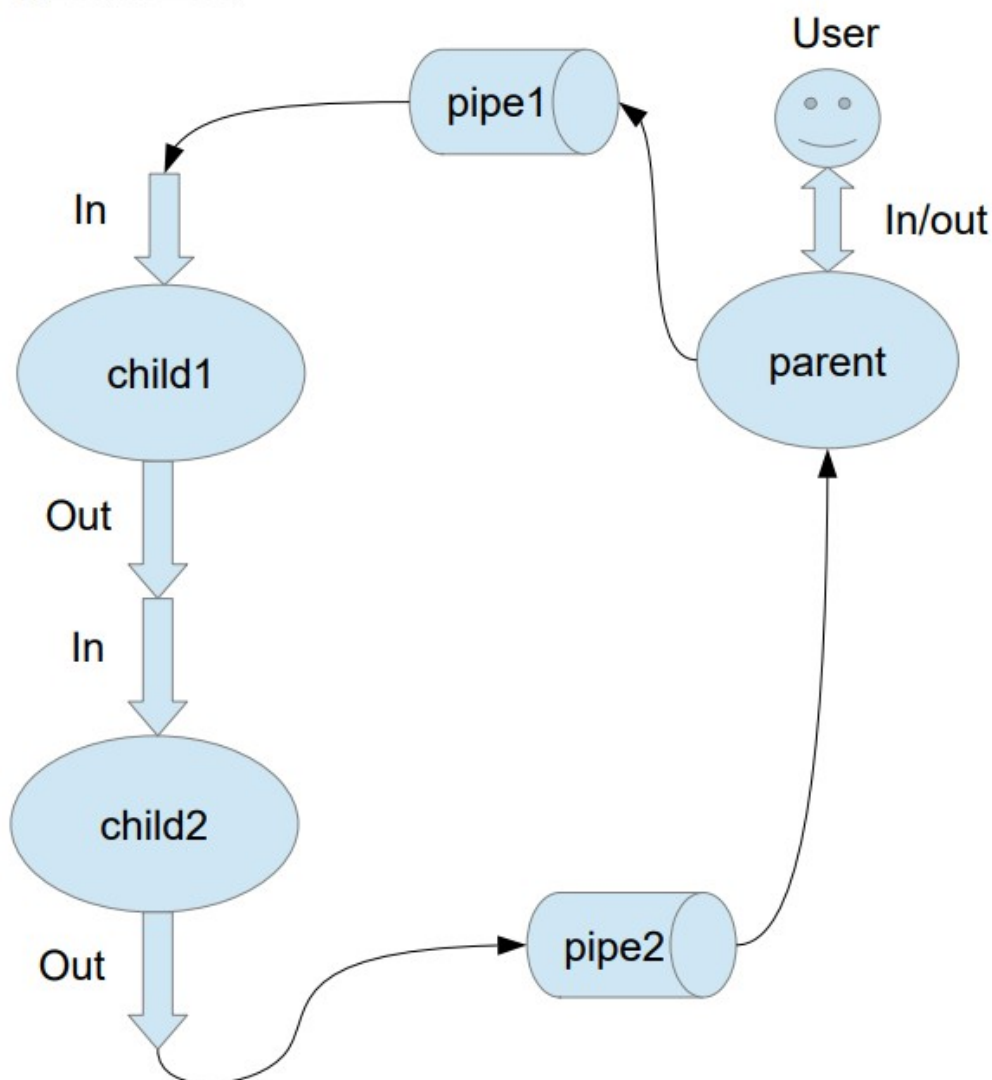 User
pipe1
In
In/out
child1
parent
Out
In
child2
Out
pipe2